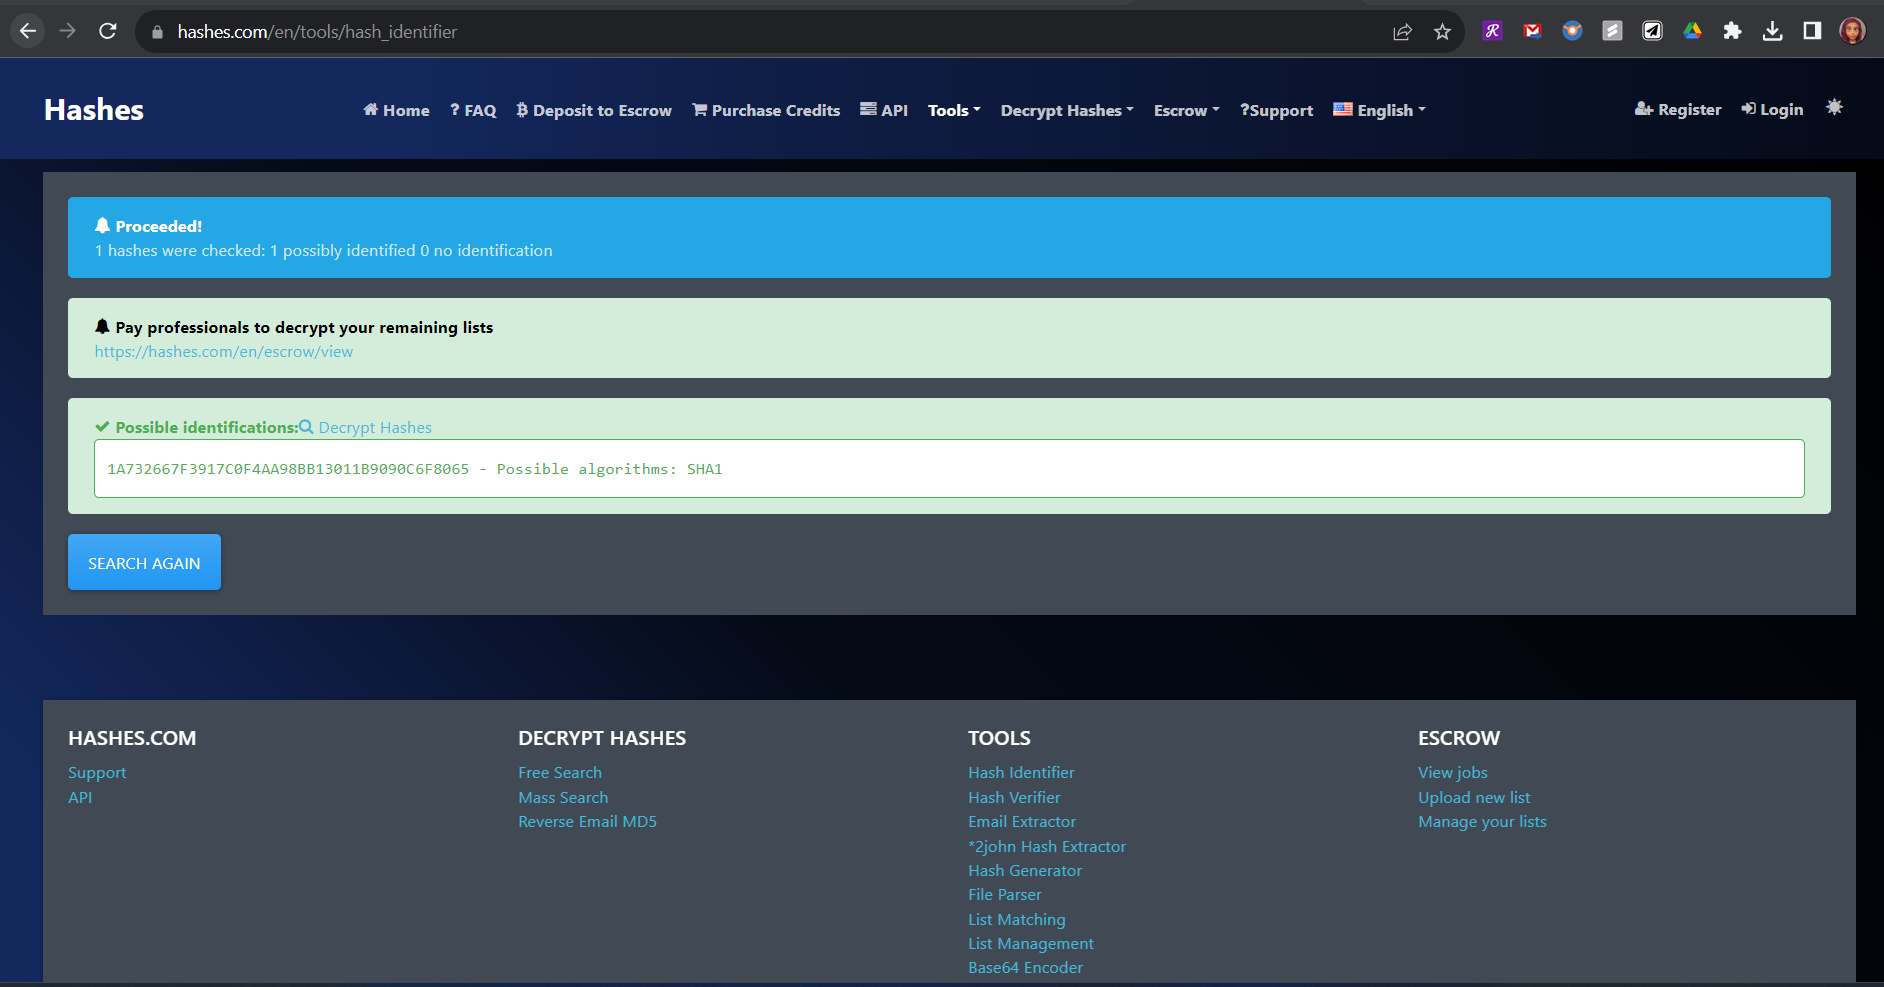 hashes.com/en/tools/hash_identifier
Hashes
Home ? FAQ Deposit to Escrow Purchase Credits API Tools Decrypt Hashes Escrow ?Support English Register Login
Proceeded!
1 hashes were checked: 1 possibly identified 0 no identification
Pay professionals to decrypt your remaining lists
https://hashes.com/en/escrow/view
Possible identifications: Decrypt Hashes
1A732667F3917C0F4AA98BB13011B9090C6F8065 - Possible algorithms: SHA1
SEARCH AGAIN
HASHES.COM
Support
API
DECRYPT HASHES
Free Search
Mass Search
Reverse Email MD5
TOOLS
Hash Identifier
Hash Verifier
Email Extractor
*2john Hash Extractor
Hash Generator
File Parser
List Matching
List Management
Base64 Encoder
ESCROW
View jobs
Upload new list
Manage your lists